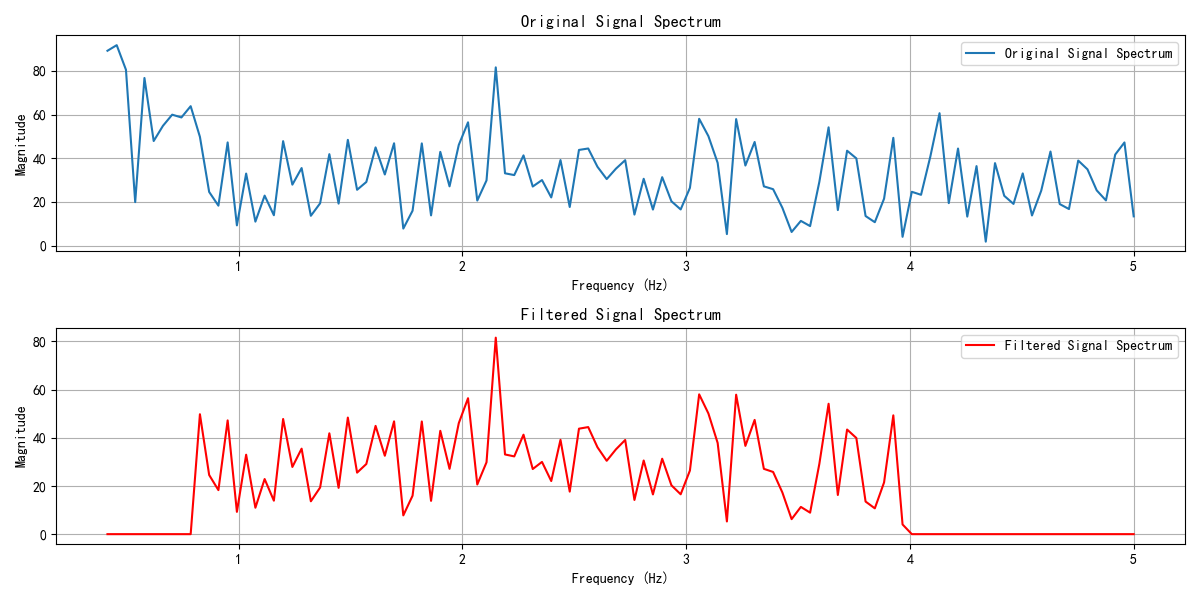 Original Signal Spectrum
Original Signal Spectrum
Magnitude
80
60
40
20
0
1 2 3 4 5
Frequency (Hz)
Filtered Signal Spectrum
Filtered Signal Spectrum
Magnitude
80
60
40
20
0
1 2 3 4 5
Frequency (Hz)